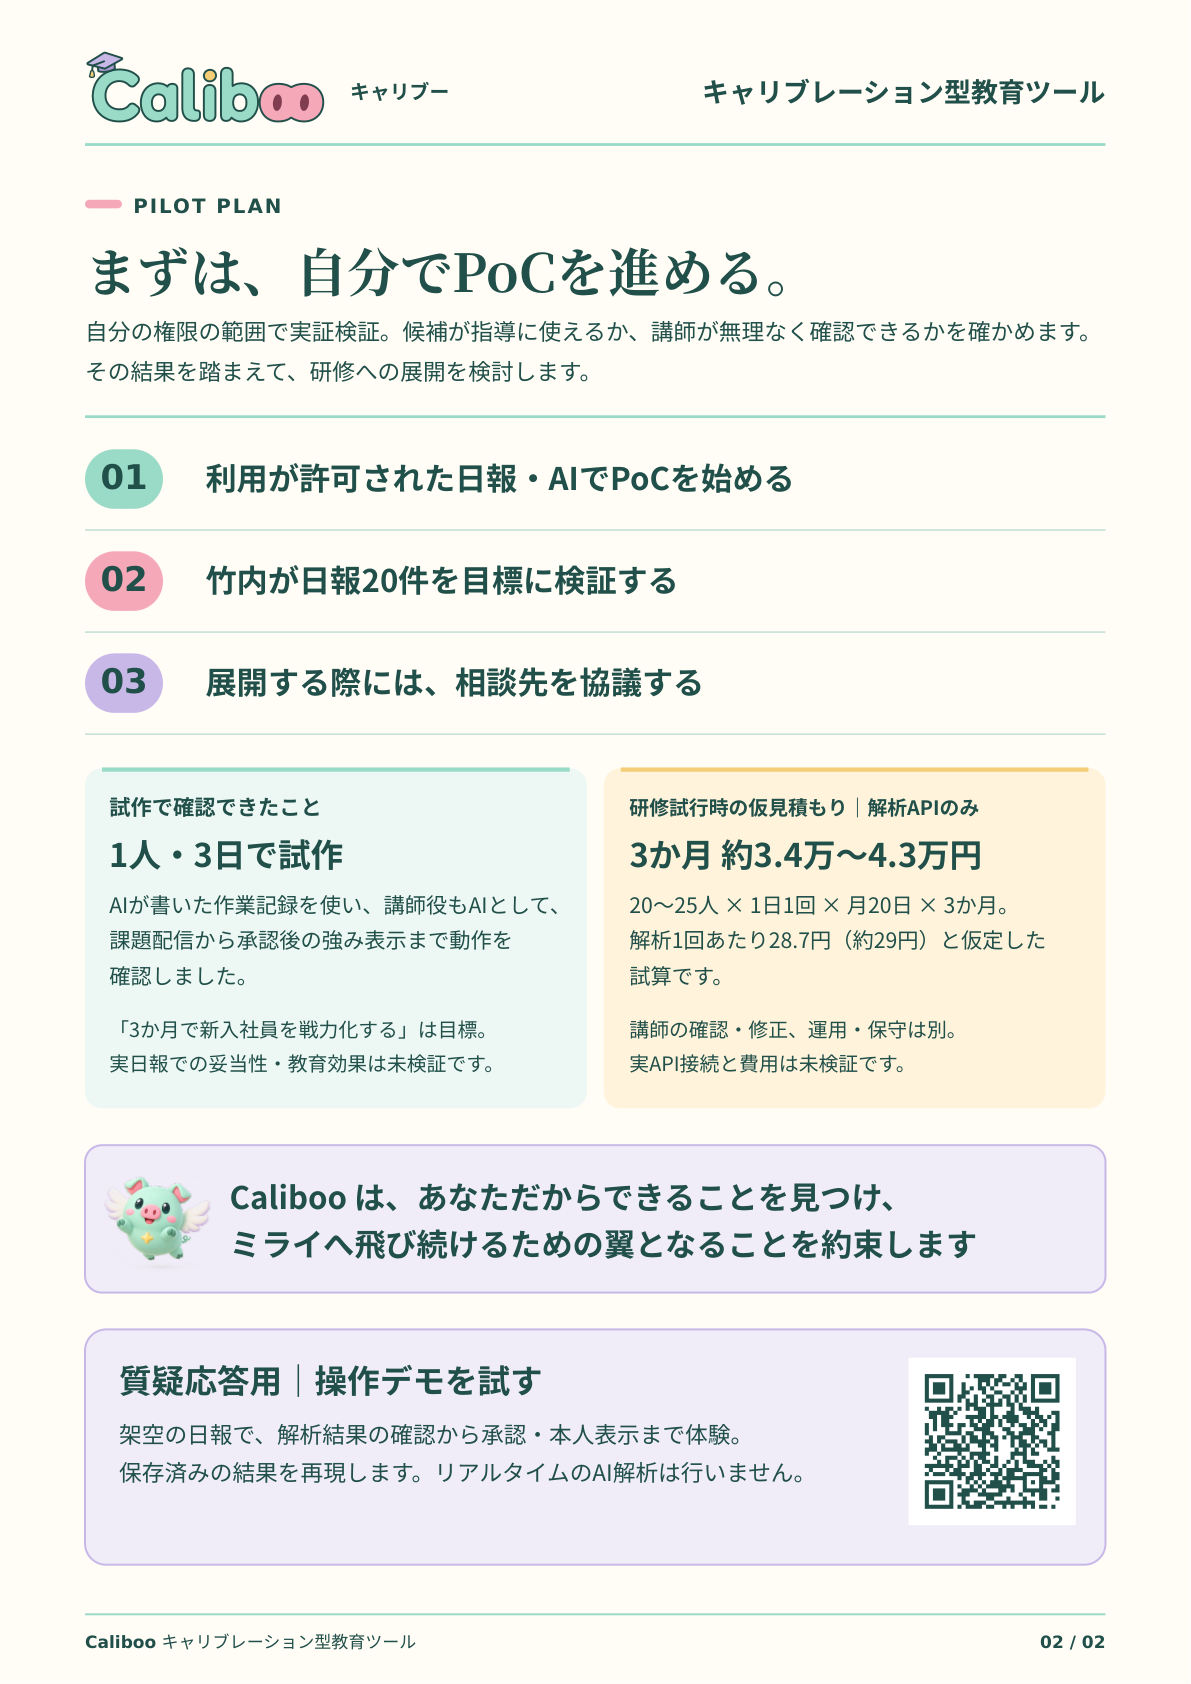 Caliboo
キャリブー
キャリブレーション型教育ツール
PILOT PLAN
まずは、自分でPoCを進める。
自分の権限の範囲で実証検証。候補が指導に使えるか、講師が無理なく確認できるかを確かめます。
その結果を踏まえて、研修への展開を検討します。
01 利用が許可された日報・AIでPoCを始める
02 竹内が日報20件を目標に検証する
03 展開する際には、相談先を協議する
試作で確認できたこと
1人・3日で試作
AIが書いた作業記録を使い、講師役もAIとして、
課題配信から承認後の強み表示まで動作を
確認しました。
「3か月で新入社員を戦力化する」は目標。
実日報での妥当性・教育効果は未検証です。
研修試行時の仮見積もり｜解析APIのみ
3か月 約3.4万〜4.3万円
20〜25人 × 1日1回 × 月20日 × 3か月。
解析1回あたり28.7円（約29円）と仮定した
試算です。
講師の確認・修正、運用・保守は別。
実API接続と費用は未検証です。
Caliboo は、あなただからできることを見つけ、
ミライへ飛び続けるための翼となることを約束します
質疑応答用｜操作デモを試す
架空の日報で、解析結果の確認から承認・本人表示まで体験。
保存済みの結果を再現します。リアルタイムのAI解析は行いません。
Caliboo キャリブレーション型教育ツール
02 / 02